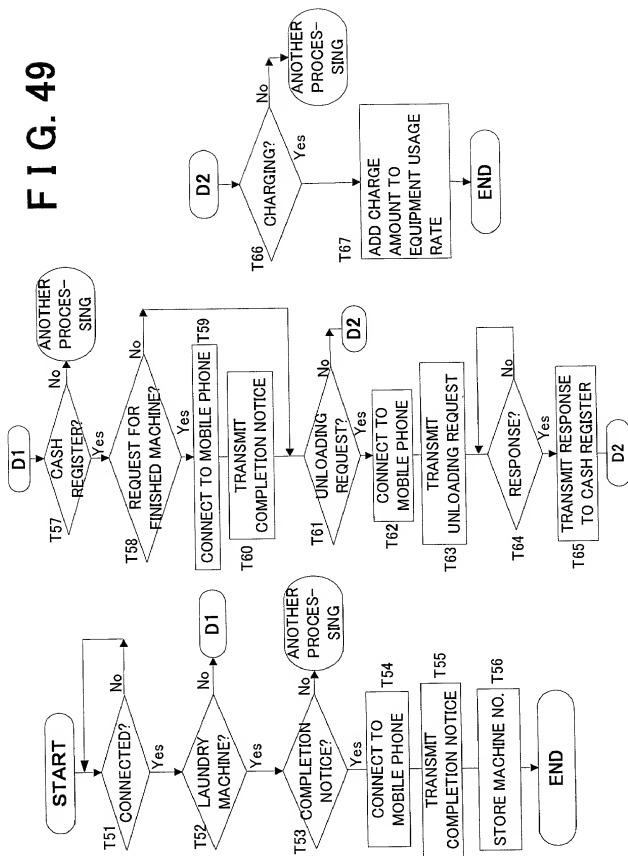 F I G. 49
START
T51
CONNECTED?
No
Yes
T52
LAUNDRY
MACHINE?
No
D1
Yes
T53
COMPLETION
NOTICE?
No
ANOTHER
PROCES-
SING
Yes
CONNECT TO
MOBILE PHONE
T54
TRANSMIT
COMPLETION NOTICE
T55
STORE MACHINE NO.
T56
END
D1
T57
CASH
REGISTER?
No
ANOTHER
PROCES-
SING
Yes
T58
REQUEST FOR
FINISHED MACHINE?
No
Yes
CONNECT TO MOBILE PHONE
T59
T60
TRANSMIT
COMPLETION NOTICE
T61
UNLOADING
REQUEST?
No
D2
Yes
T62
CONNECT TO
MOBILE PHONE
T63
TRANSMIT
UNLOADING REQUEST
T64
RESPONSE?
No
Yes
T65
TRANSMIT RESPONSE
TO CASH REGISTER
D2
D2
T66
CHARGING?
No
ANOTHER
PROCES-
SING
Yes
T67
ADD CHARGE
AMOUNT TO
EQUIPMENT USAGE
RATE
END